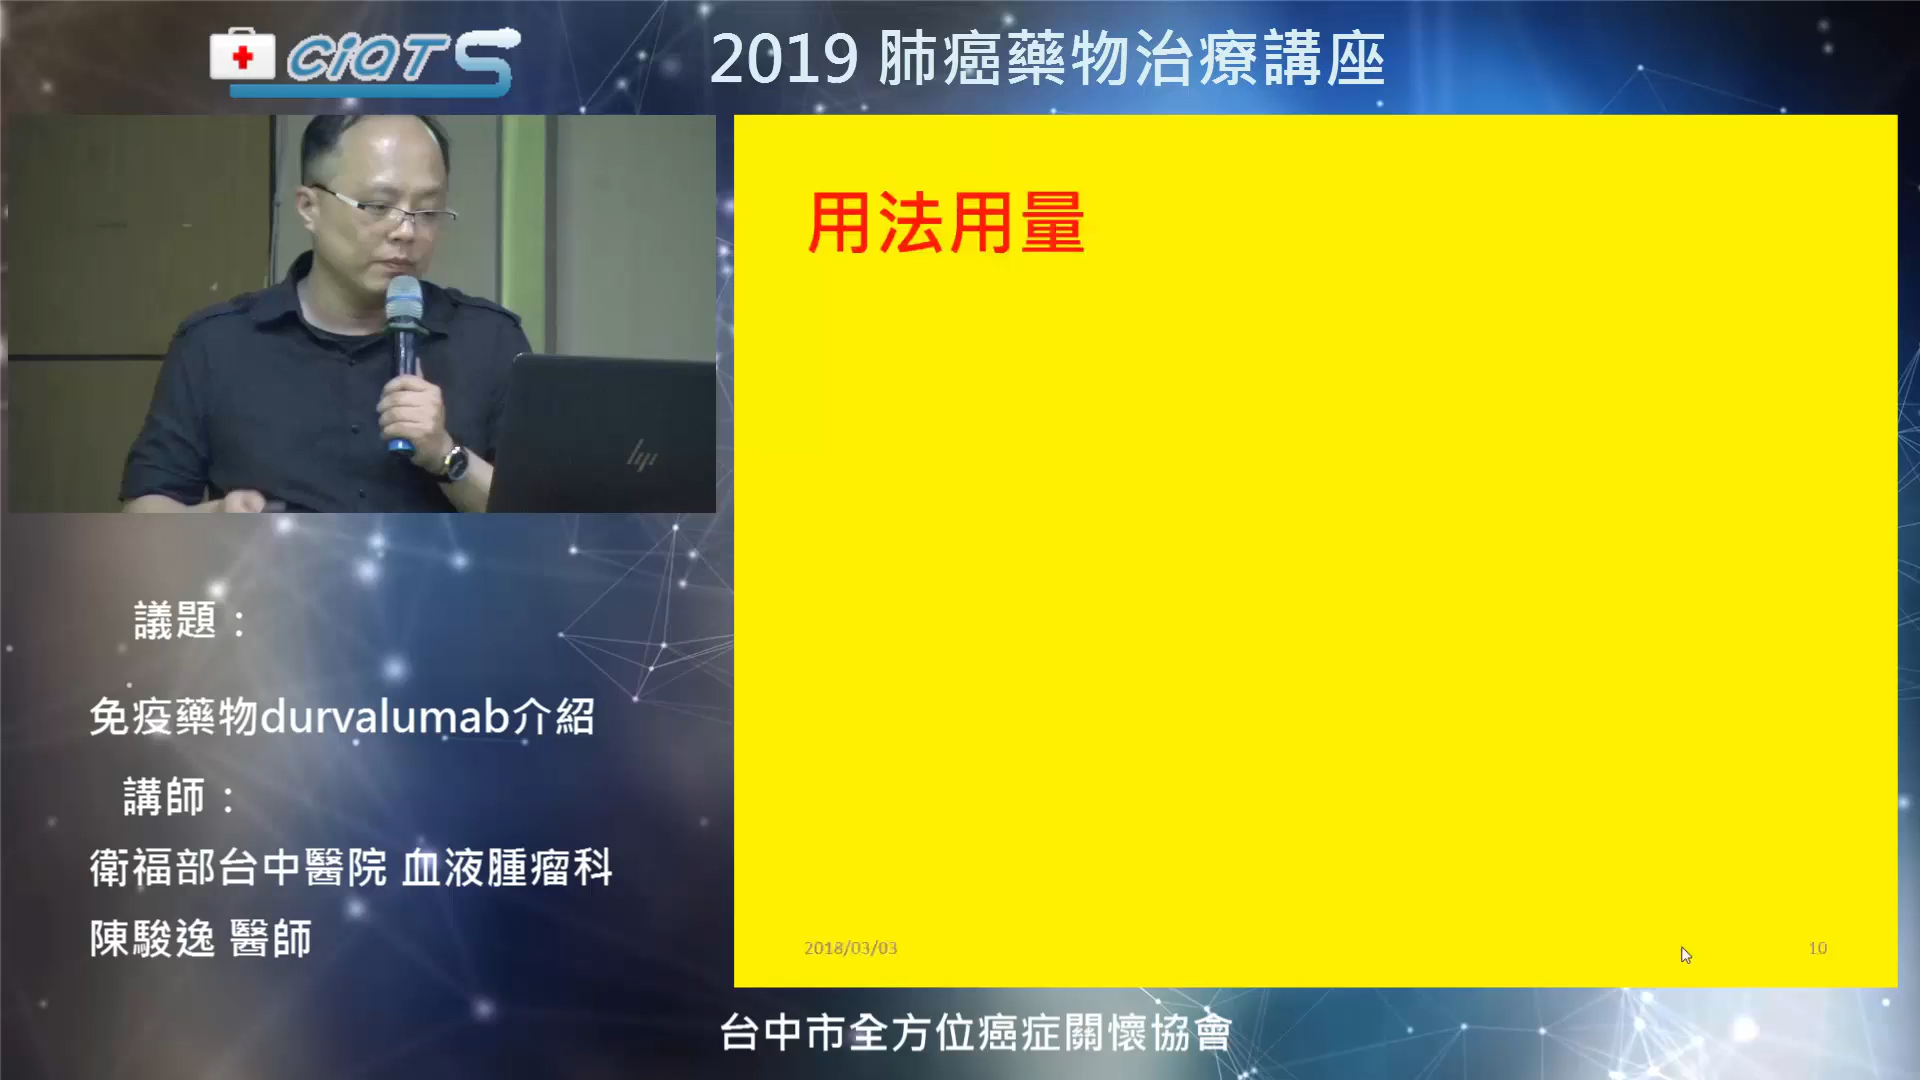 CiQTS
2019 肺癌藥物治療講座
用法用量
議題：
免疫藥物durvalumab介紹
講師：
衛福部台中醫院 血液腫瘤科
陳駿逸 醫師
2018/03/03
10
台中市全方位癌症關懷協會